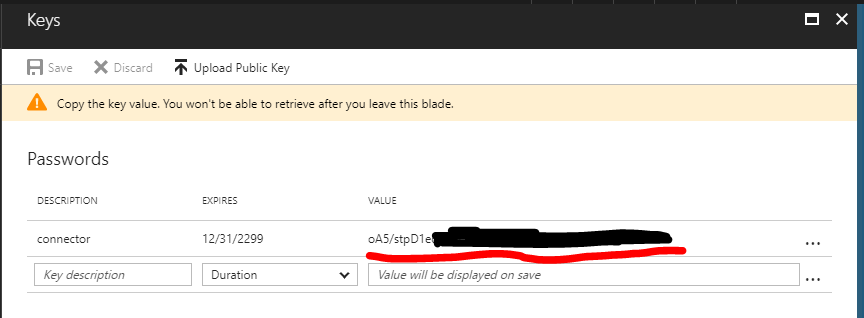 Keys
Save Discard Upload Public Key
Copy the key value. You won't be able to retrieve after you leave this blade.
Passwords
DESCRIPTION EXPIRES VALUE
connector 12/31/2299 oA5/stpD1e ...
Key description Duration Value will be displayed on save ...